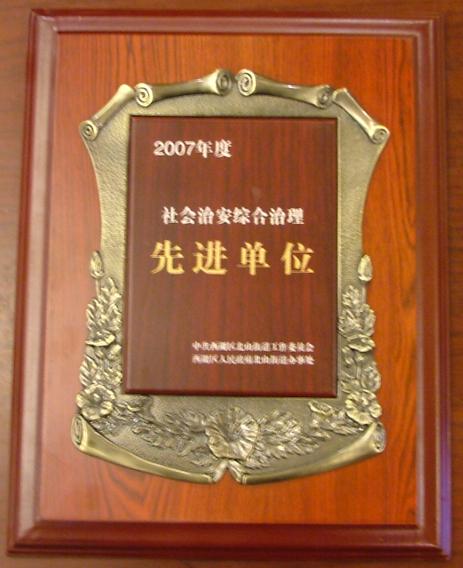 2007年度
社会治安综合治理
先进单位
中共西湖区北山街道工作委员会
西湖区人民政府北山街道办事处